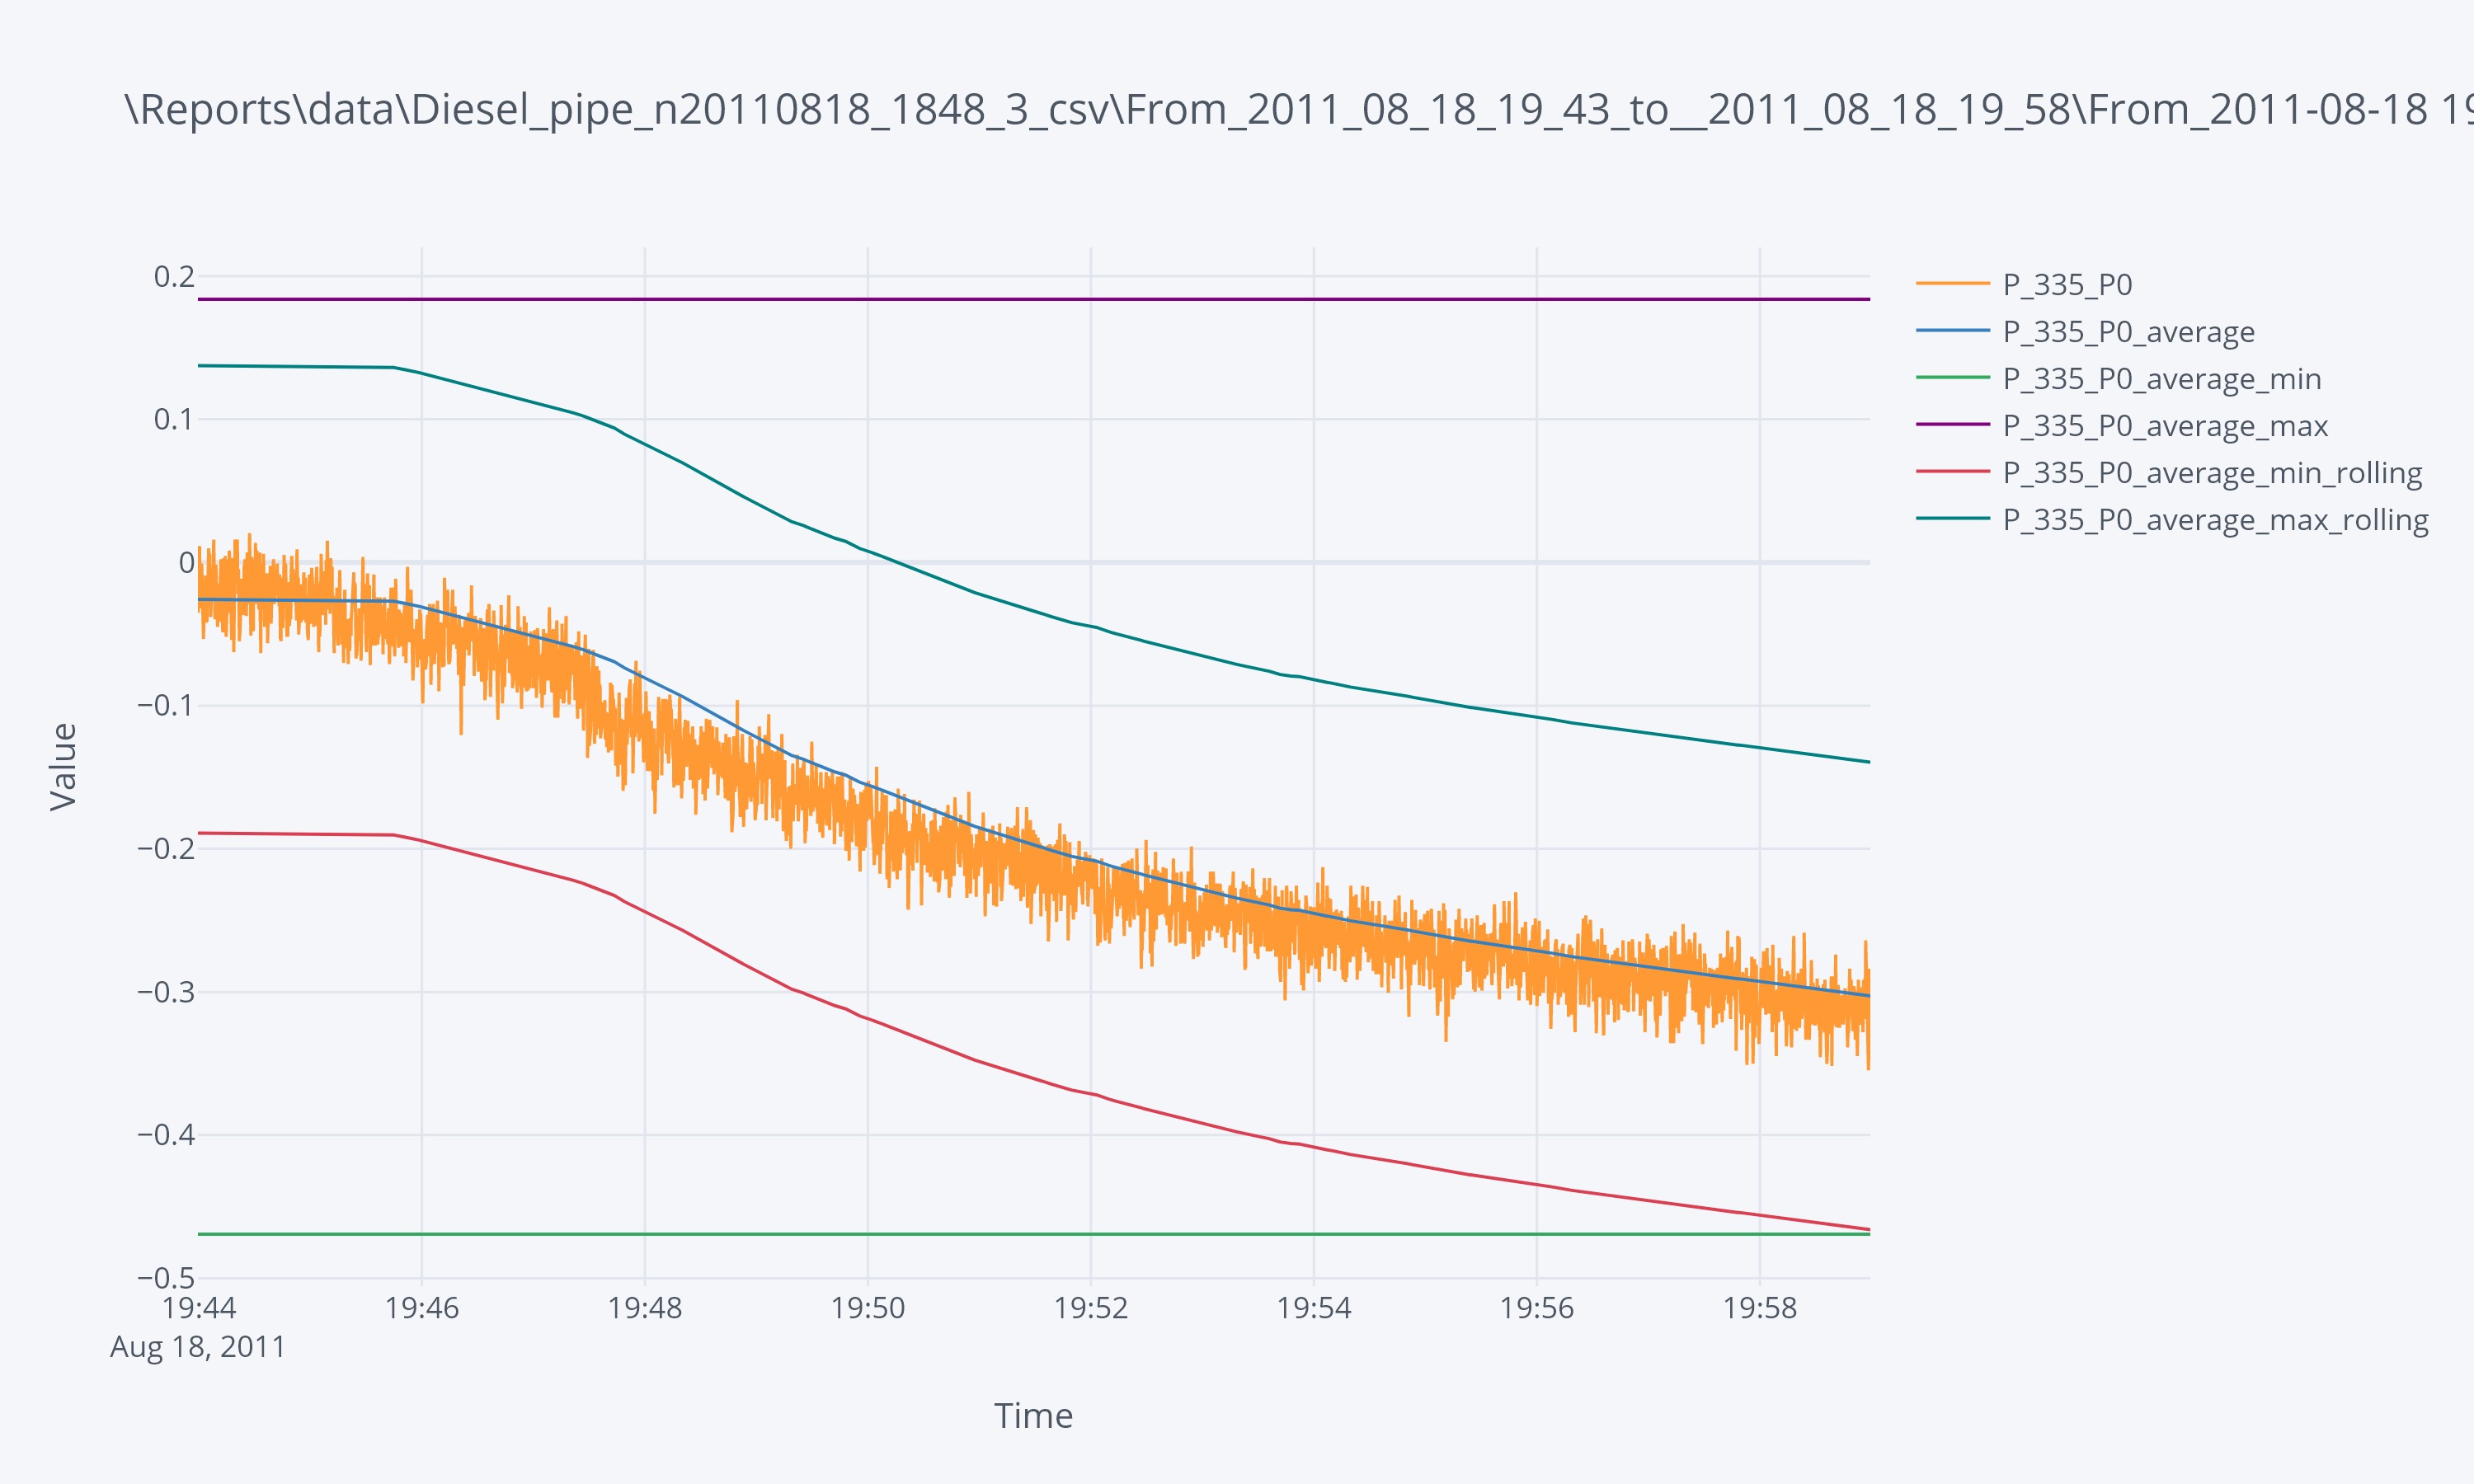 \Reports\data\Diesel_pipe_n20110818_1848_3_csv\From_2011_08_18_19_43_to__2011_08_18_19_58\From_2011-08-18 19
0.2
0.1
0
−0.1
−0.2
−0.3
−0.4
−0.5
Value
19:44 19:46 19:48 19:50 19:52 19:54 19:56 19:58
Aug 18, 2011
Time
P_335_P0
P_335_P0_average
P_335_P0_average_min
P_335_P0_average_max
P_335_P0_average_min_rolling
P_335_P0_average_max_rolling